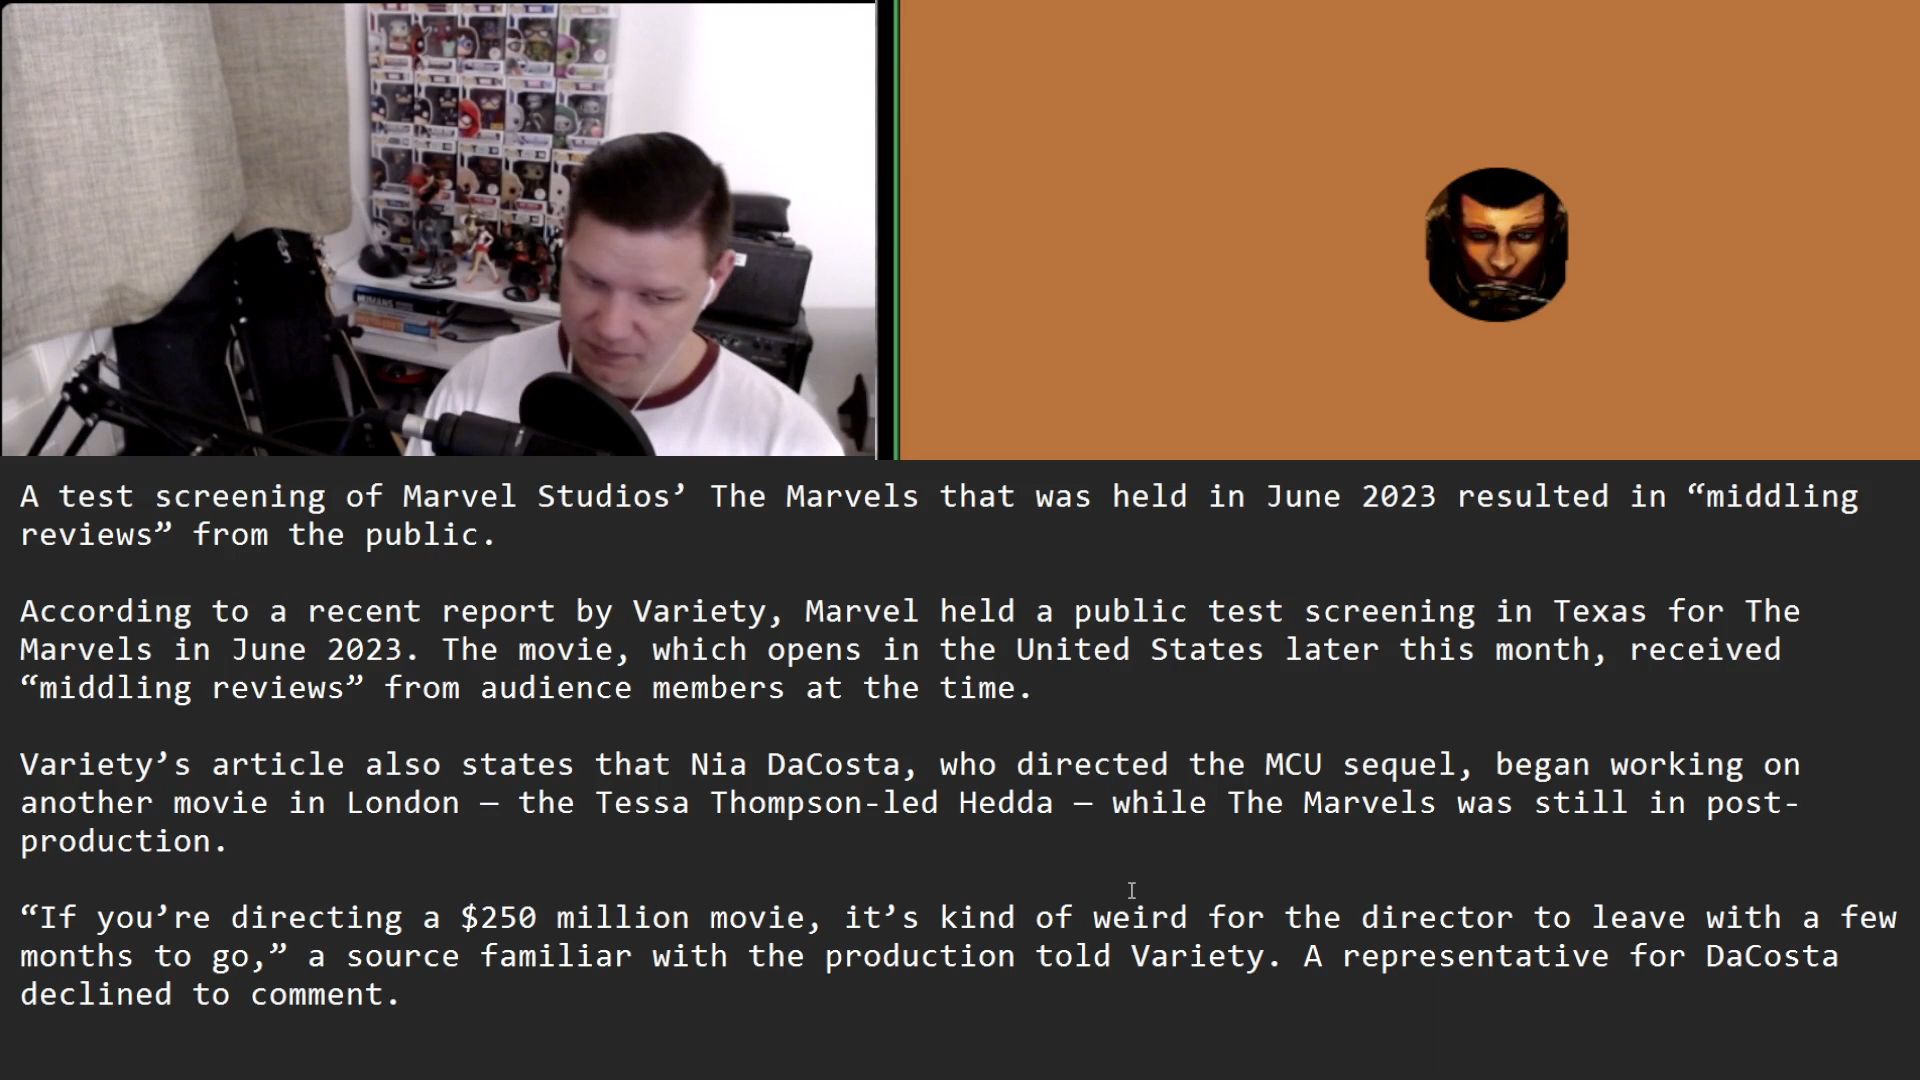 HUMANS
A test screening of Marvel Studios’ The Marvels that was held in June 2023 resulted in “middling
reviews” from the public.
According to a recent report by Variety, Marvel held a public test screening in Texas for The
Marvels in June 2023. The movie, which opens in the United States later this month, received
“middling reviews” from audience members at the time.
Variety’s article also states that Nia DaCosta, who directed the MCU sequel, began working on
another movie in London — the Tessa Thompson-led Hedda — while The Marvels was still in post-
production.
“If you’re directing a $250 million movie, it’s kind of weird for the director to leave with a few
months to go,” a source familiar with the production told Variety. A representative for DaCosta
declined to comment.